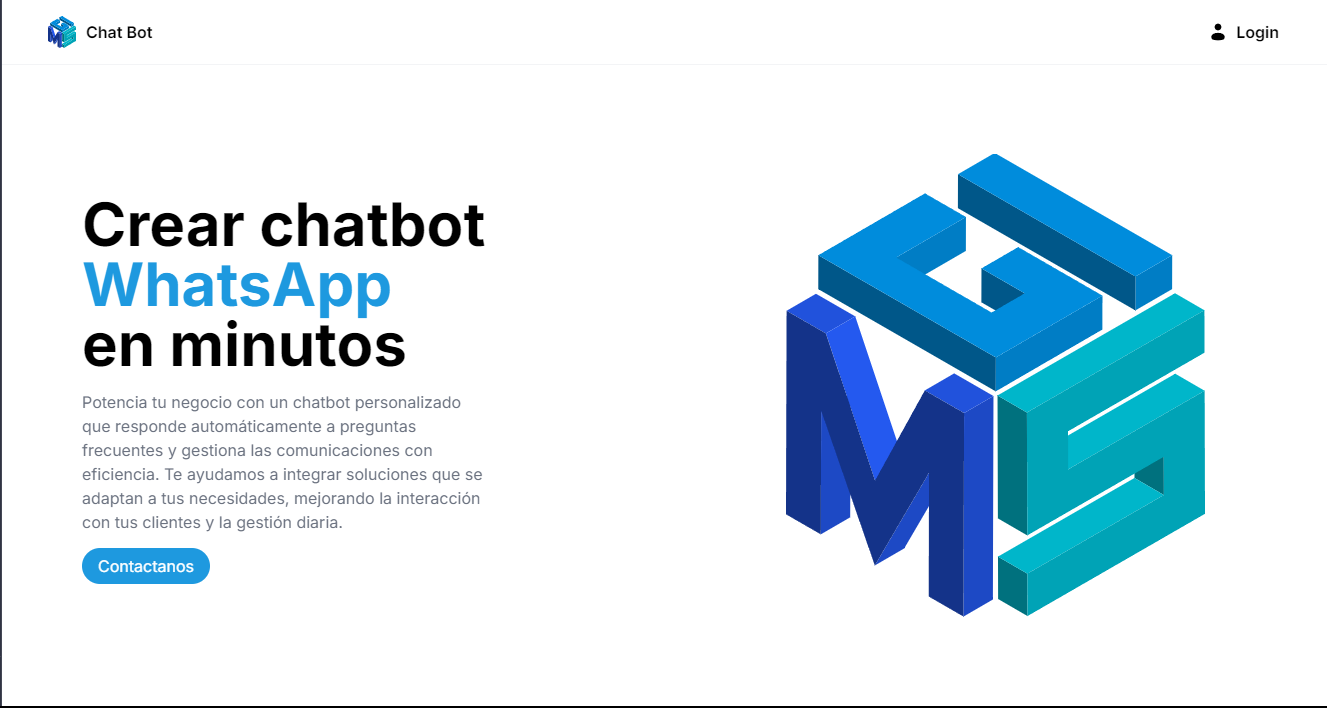 Chat Bot
Login
Crear chatbot
WhatsApp
en minutos
Potencia tu negocio con un chatbot personalizado
que responde automáticamente a preguntas
frecuentes y gestiona las comunicaciones con
eficiencia. Te ayudamos a integrar soluciones que se
adaptan a tus necesidades, mejorando la interacción
con tus clientes y la gestión diaria.
Contactanos